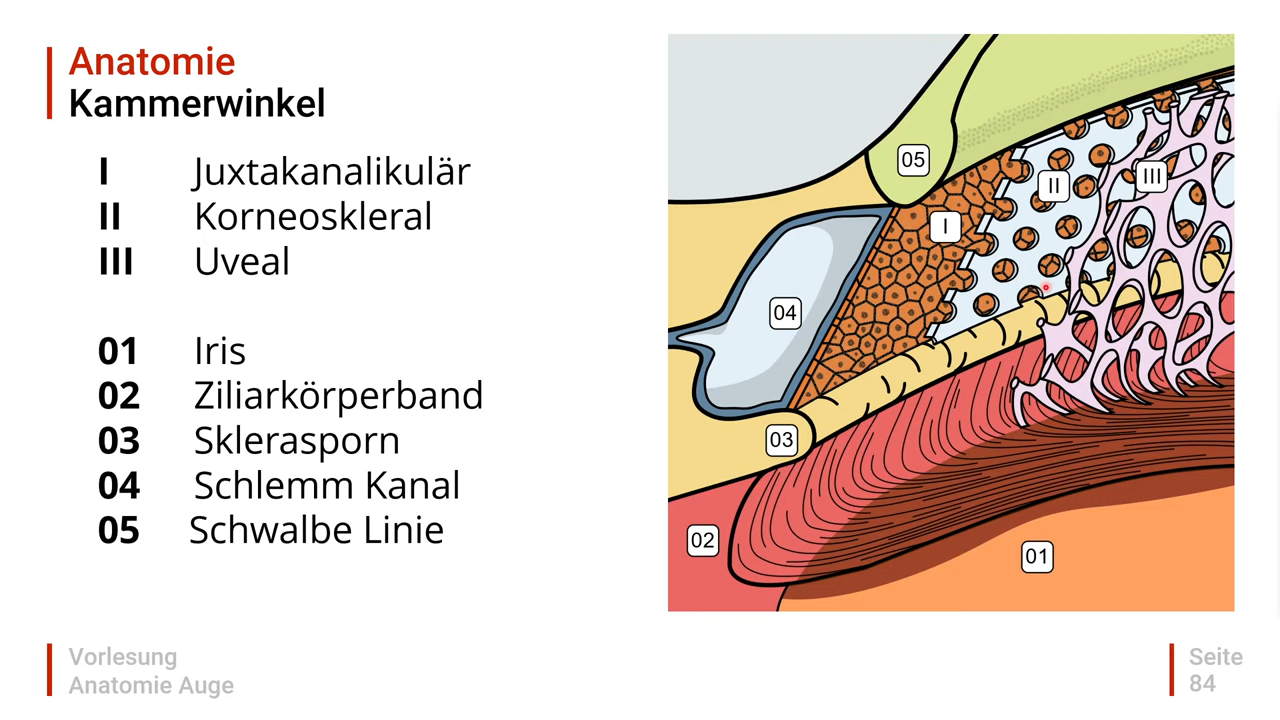 Anatomie
Kammerwinkel
I Juxtakanalikulär
II Korneoskleral
III Uveal
01 Iris
02 Ziliarkörperband
03 Sklerasporn
04 Schlemm Kanal
05 Schwalbe Linie
05
III
II
I
04
03
02
01
Vorlesung
Anatomie Auge
Seite
84